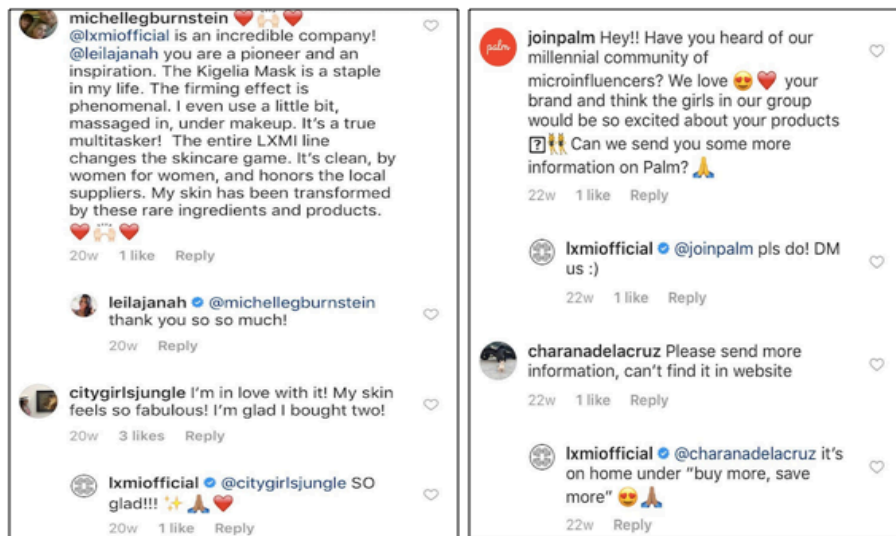 michellegburnstein ❤️ 🙌🏻 ❤️
@lxmiofficial is an incredible company!
@leilajanah you are a pioneer and an
inspiration. The Kigelia Mask is a staple
in my life. The firming effect is
phenomenal. I even use a little bit,
massaged in, under makeup. It's a true
multitasker! The entire LXMI line
changes the skincare game. It's clean, by
women for women, and honors the local
suppliers. My skin has been transformed
by these rare ingredients and products.
❤️ 🙌🏻 ❤️
20w 1 like Reply
leilajanah @michellegburnstein
thank you so so much!
20w Reply
citygirlsjungle I'm in love with it! My skin
feels so fabulous! I'm glad I bought two!
20w 3 likes Reply
lxmiofficial @citygirlsjungle SO
glad!!! ✨🙏🏽❤️
20w 1 like Reply
palm
joinpalm Hey!! Have you heard of our
millennial community of
microinfluencers? We love 😍❤️ your
brand and think the girls in our group
would be so excited about your products
⍰👯 Can we send you some more
information on Palm? 🙏
22w 1 like Reply
lxmiofficial @joinpalm pls do! DM
us :)
22w 1 like Reply
charanadelacruz Please send more
information, can't find it in website
22w 1 like Reply
lxmiofficial @charanadelacruz it's
on home under "buy more, save
more" 😍🙏🏽
22w Reply